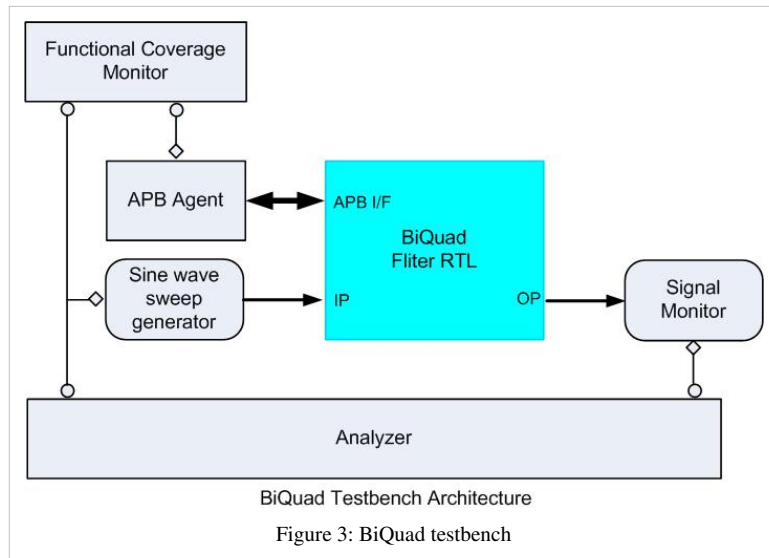 Functional Coverage
Monitor
APB Agent
APB I/F
BiQuad
Fliter RTL
Sine wave
sweep
generator
IP
OP
Signal
Monitor
Analyzer
BiQuad Testbench Architecture
Figure 3: BiQuad testbench